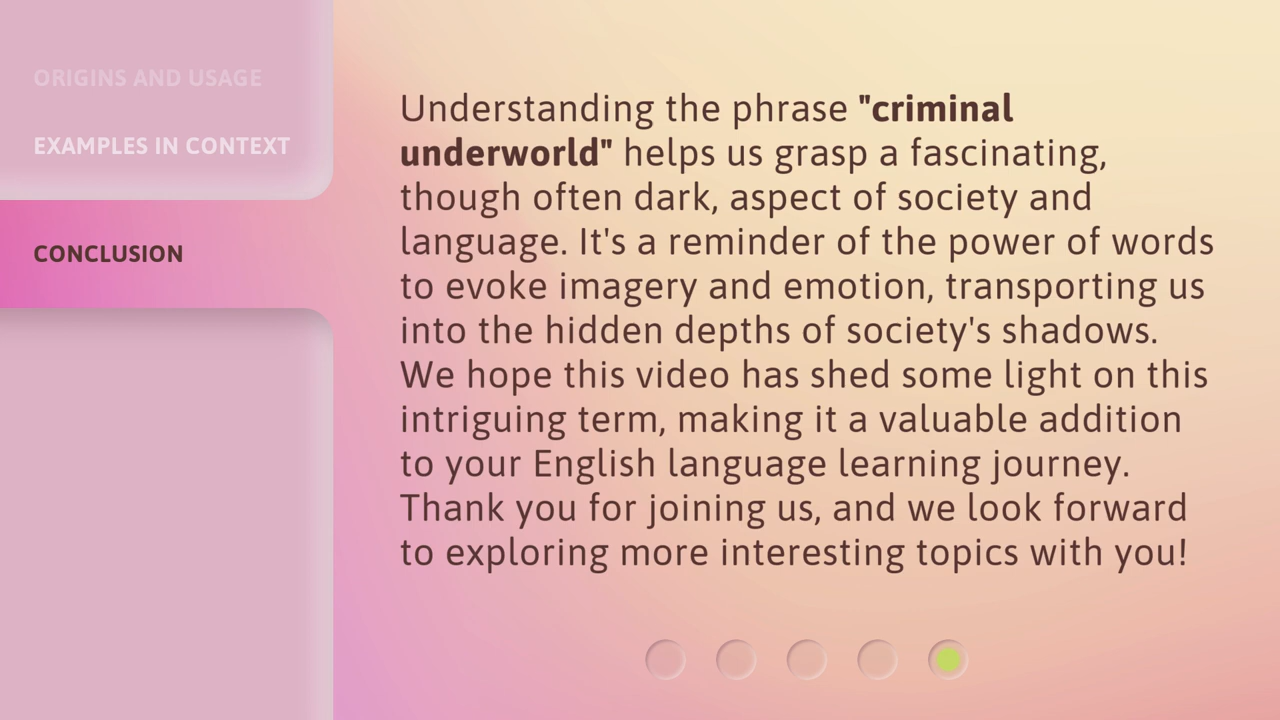 ORIGINS AND USAGE
EXAMPLES IN CONTEXT
CONCLUSION
Understanding the phrase "criminal
underworld" helps us grasp a fascinating,
though often dark, aspect of society and
language. It's a reminder of the power of words
to evoke imagery and emotion, transporting us
into the hidden depths of society's shadows.
We hope this video has shed some light on this
intriguing term, making it a valuable addition
to your English language learning journey.
Thank you for joining us, and we look forward
to exploring more interesting topics with you!